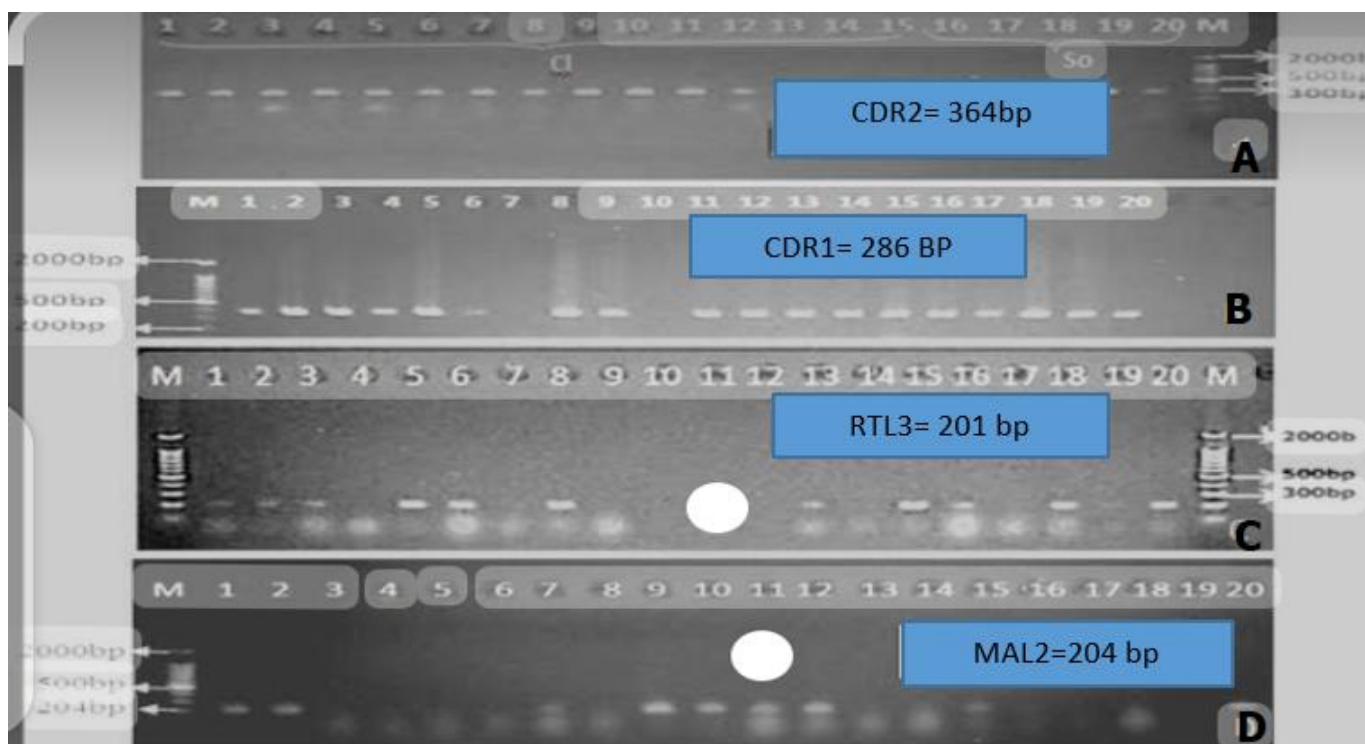 1 2 3 4 5 6 7 8 9 10 11 12 13 14 15 16 17 18 19 20 M
Cl So
2000b
500bp
300bp
CDR2= 364bp
A
M 1 2 3 4 5 6 7 8 9 10 11 12 13 14 15 16 17 18 19 20
CDR1= 286 BP
2000bp
500bp
200bp
B
M 1 2 3 4 5 6 7 8 9 10 11 12 13 14 15 16 17 18 19 20 M
RTL3= 201 bp
2000b
500bp
300bp
C
M 1 2 3 4 5 6 7 8 9 10 11 12 13 14 15 16 17 18 19 20
MAL2=204 bp
2000bp
500bp
204bp
D